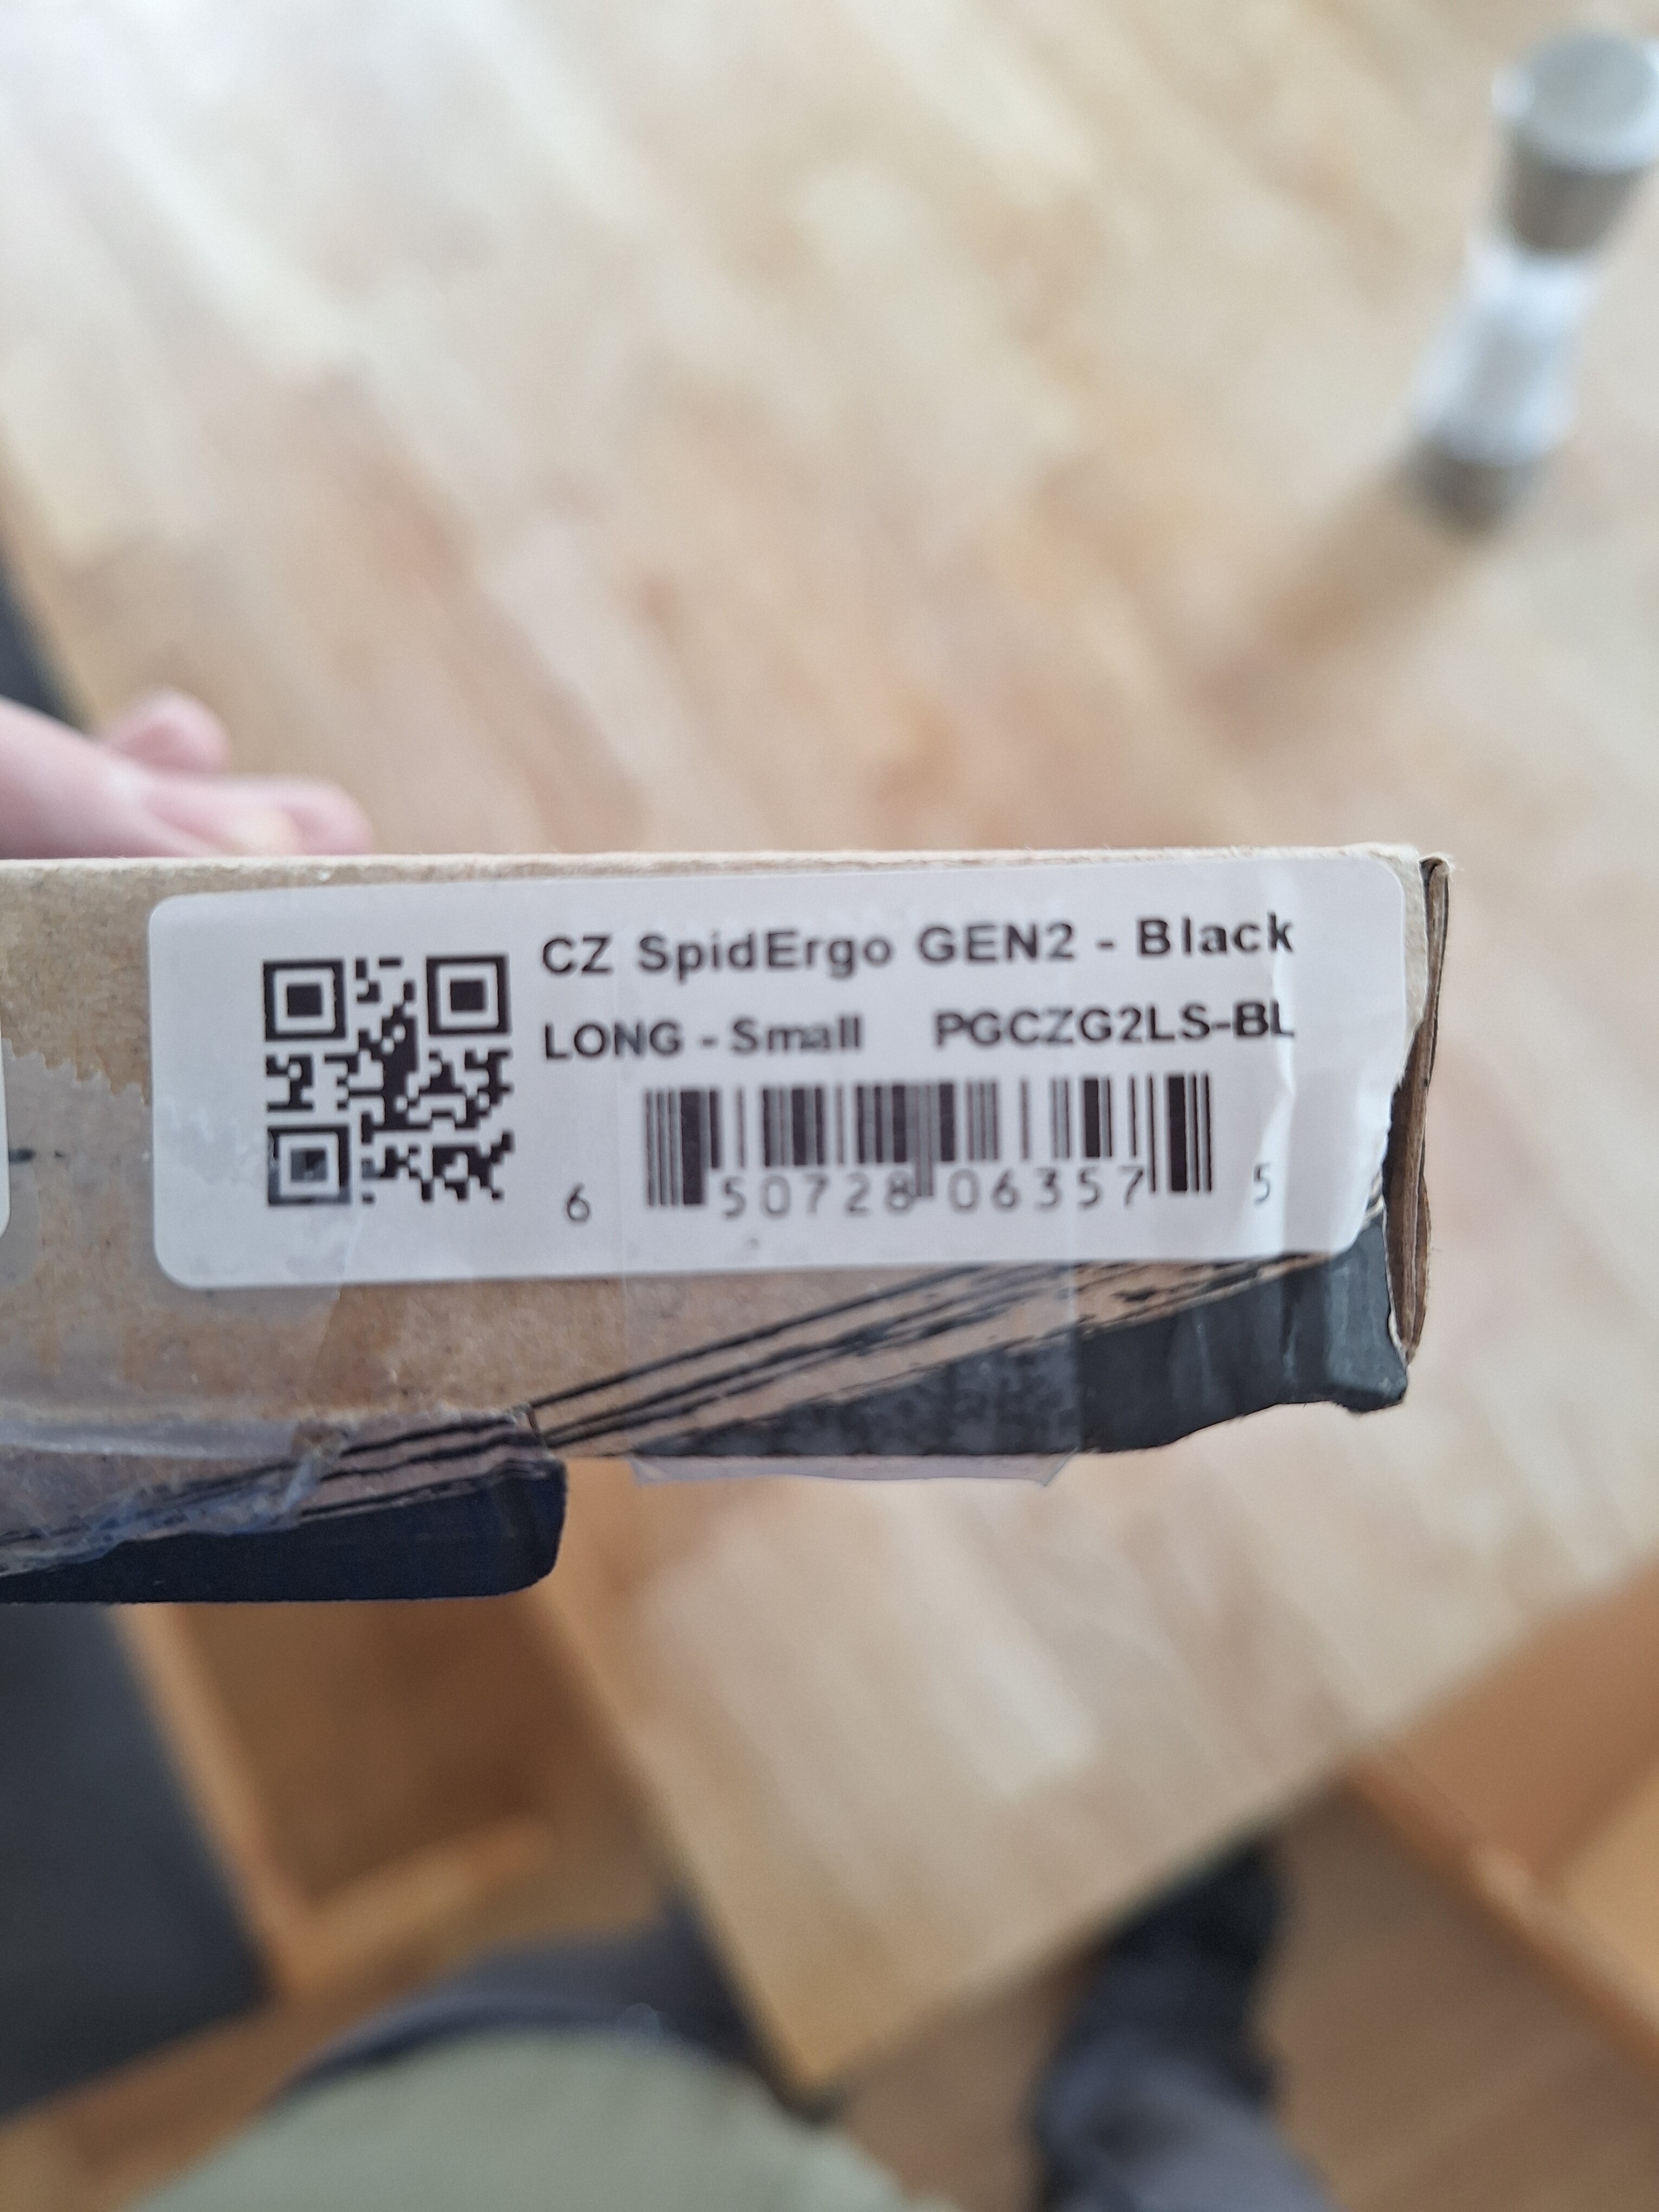 CZ SpidErgo GEN2 - Black
LONG - Small PGCZG2LS-BL
6 50728 06357 5